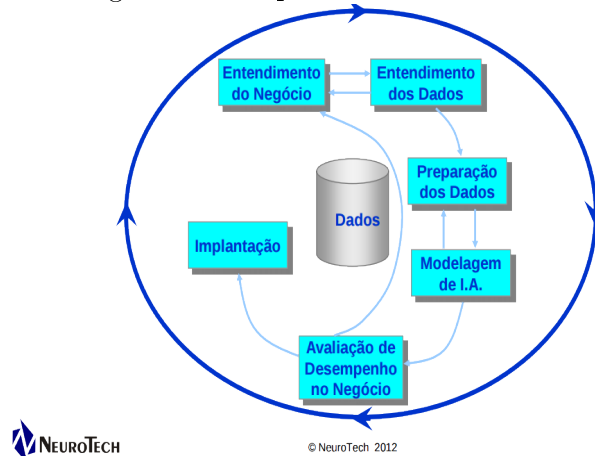 Entendimento
do Negócio
Entendimento
dos Dados
Preparação
dos Dados
Dados
Implantação
Modelagem
de I.A.
Avaliação de
Desempenho
no Negócio
NEUROTECH
© NeuroTech 2012